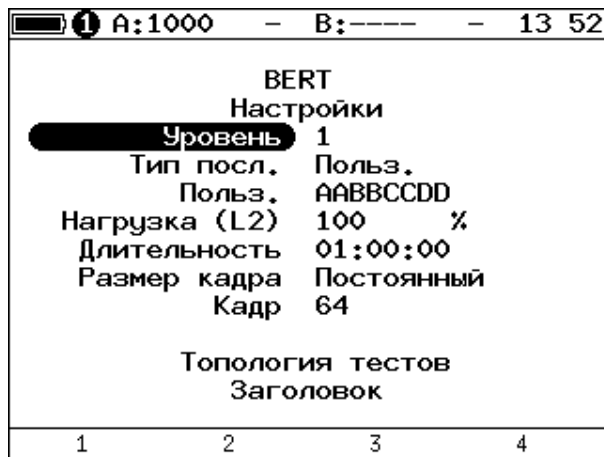 1 A:1000 – B:---- – 13 52
BERT
Настройки
Уровень 1
Тип посл. Польз.
Польз. AABBCCDD
Нагрузка (L2) 100 %
Длительность 01:00:00
Размер кадра Постоянный
Кадр 64
Топология тестов
Заголовок
1 2 3 4